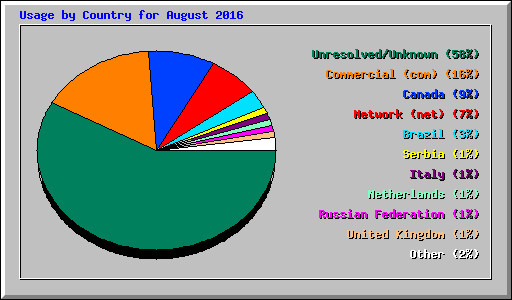 Usage by Country for August 2016
Unresolved/Unknown (58%)
Commercial (com) (16%)
Canada (9%)
Network (net) (7%)
Brazil (3%)
Serbia (1%)
Italy (1%)
Netherlands (1%)
Russian Federation (1%)
United Kingdom (1%)
Other (2%)